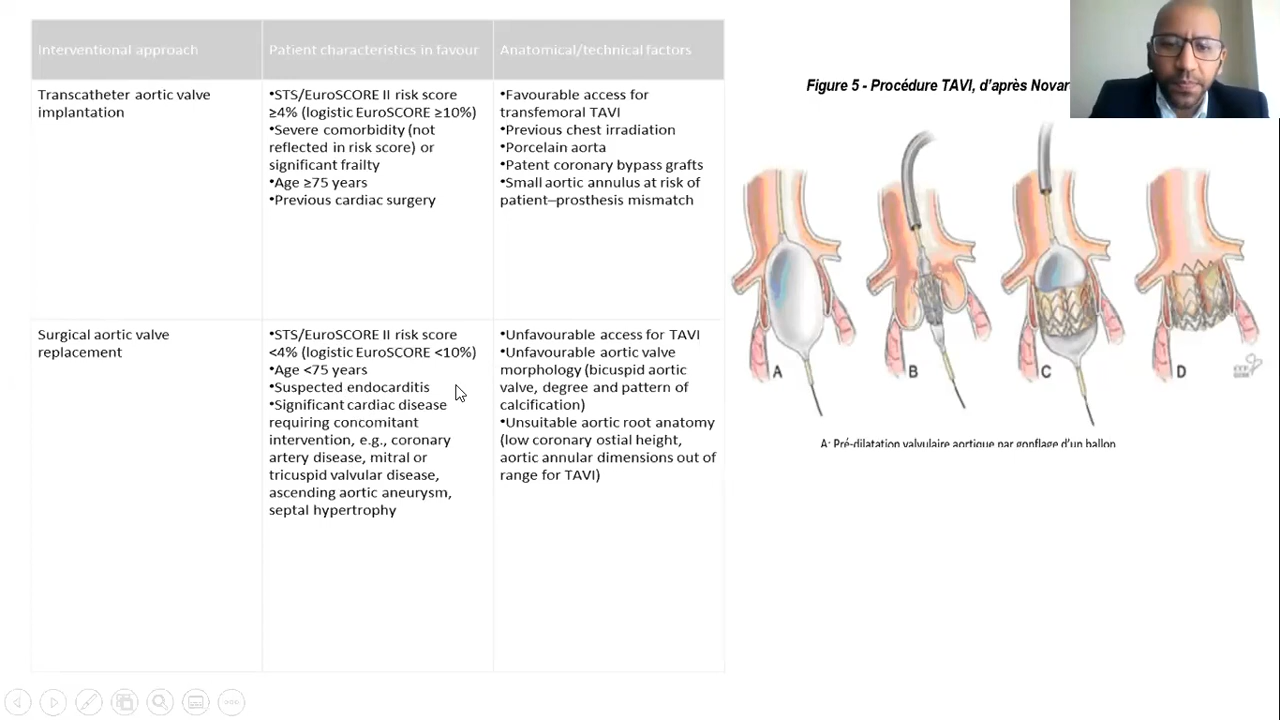 Interventional approach
Patient characteristics in favour
Anatomical/technical factors
Transcatheter aortic valve
implantation
•STS/EuroSCORE II risk score
≥4% (logistic EuroSCORE ≥10%)
•Severe comorbidity (not
reflected in risk score) or
significant frailty
•Age ≥75 years
•Previous cardiac surgery
•Favourable access for
transfemoral TAVI
•Previous chest irradiation
•Porcelain aorta
•Patent coronary bypass grafts
•Small aortic annulus at risk of
patient–prosthesis mismatch
Surgical aortic valve
replacement
•STS/EuroSCORE II risk score
<4% (logistic EuroSCORE <10%)
•Age <75 years
•Suspected endocarditis
•Significant cardiac disease
requiring concomitant
intervention, e.g., coronary
artery disease, mitral or
tricuspid valvular disease,
ascending aortic aneurysm,
septal hypertrophy
•Unfavourable access for TAVI
•Unfavourable aortic valve
morphology (bicuspid aortic
valve, degree and pattern of
calcification)
•Unsuitable aortic root anatomy
(low coronary ostial height,
aortic annular dimensions out of
range for TAVI)
Figure 5 - Procédure TAVI, d'après Novar
A
B
C
D
A: Pré-dilatation valvulaire aortique par gonflage d'un ballon